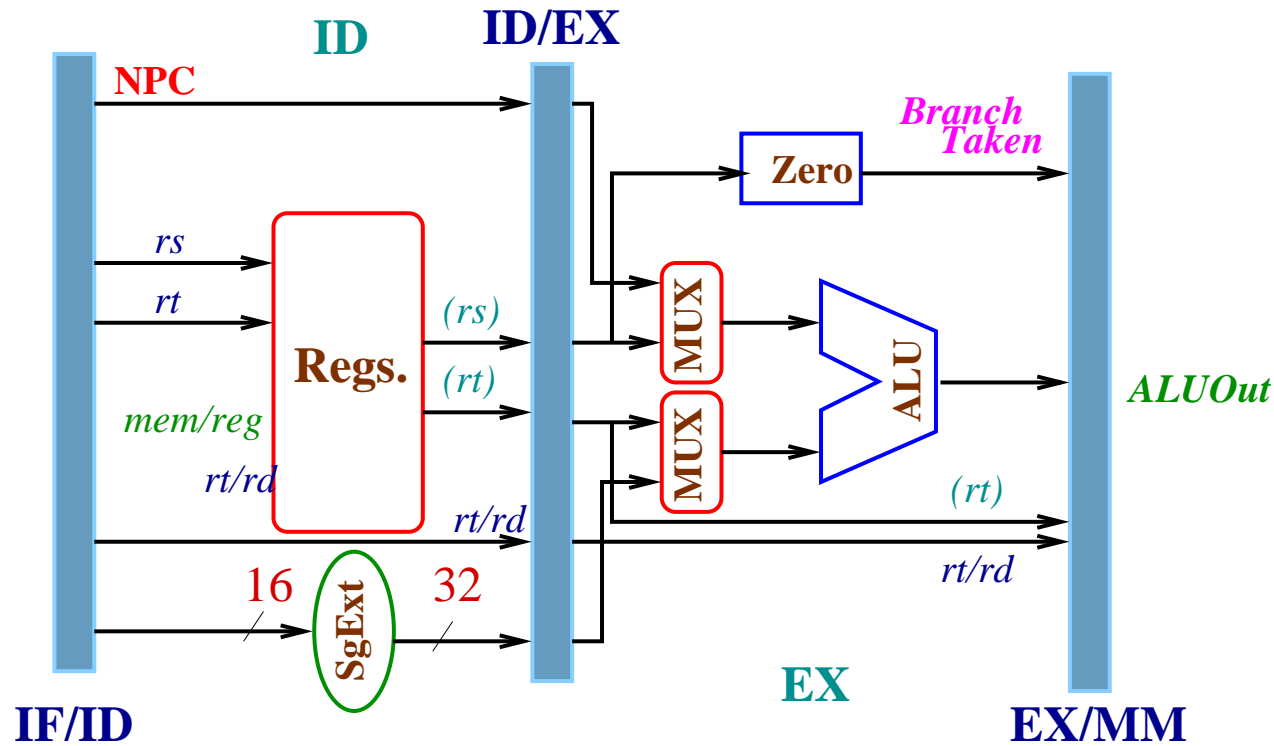 ID
ID/EX
NPC
Branch
Taken
Zero
rs
rt
(rs)
(rt)
Regs.
MUX
MUX
ALU
ALUOut
mem/reg
rt/rd
rt/rd
(rt)
rt/rd
16
SgExt
32
EX
IF/ID
EX/MM